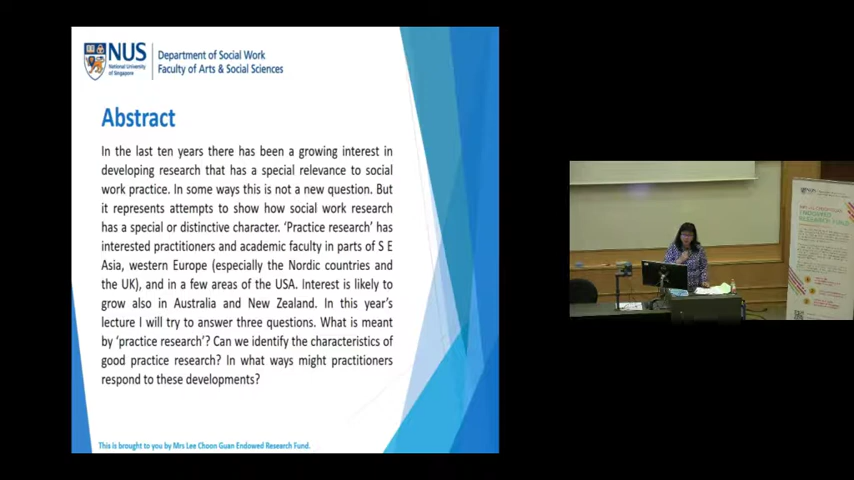 NUS
National University
of Singapore
Department of Social Work
Faculty of Arts & Social Sciences
Abstract
In the last ten years there has been a growing interest in
developing research that has a special relevance to social
work practice. In some ways this is not a new question. But
it represents attempts to show how social work research
has a special or distinctive character. ‘Practice research’ has
interested practitioners and academic faculty in parts of S E
Asia, western Europe (especially the Nordic countries and
the UK), and in a few areas of the USA. Interest is likely to
grow also in Australia and New Zealand. In this year’s
lecture I will try to answer three questions. What is meant
by ‘practice research’? Can we identify the characteristics of
good practice research? In what ways might practitioners
respond to these developments?
This is brought to you by Mrs Lee Choon Guan Endowed Research Fund.
NUS
ENDOWED
RESEARCH FUND